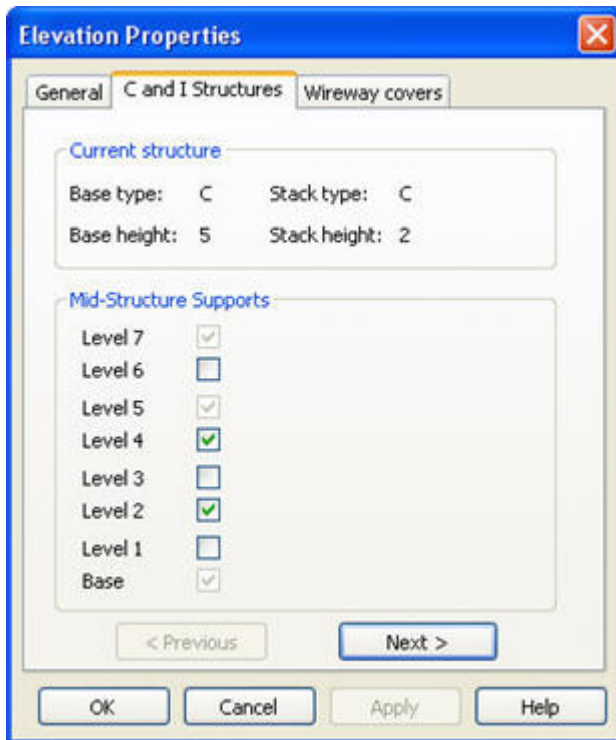 Elevation Properties
General C and I Structures Wireway covers
Current structure
Base type: C Stack type: C
Base height: 5 Stack height: 2
Mid-Structure Supports
Level 7
Level 6
Level 5
Level 4
Level 3
Level 2
Level 1
Base
< Previous Next >
OK Cancel Apply Help